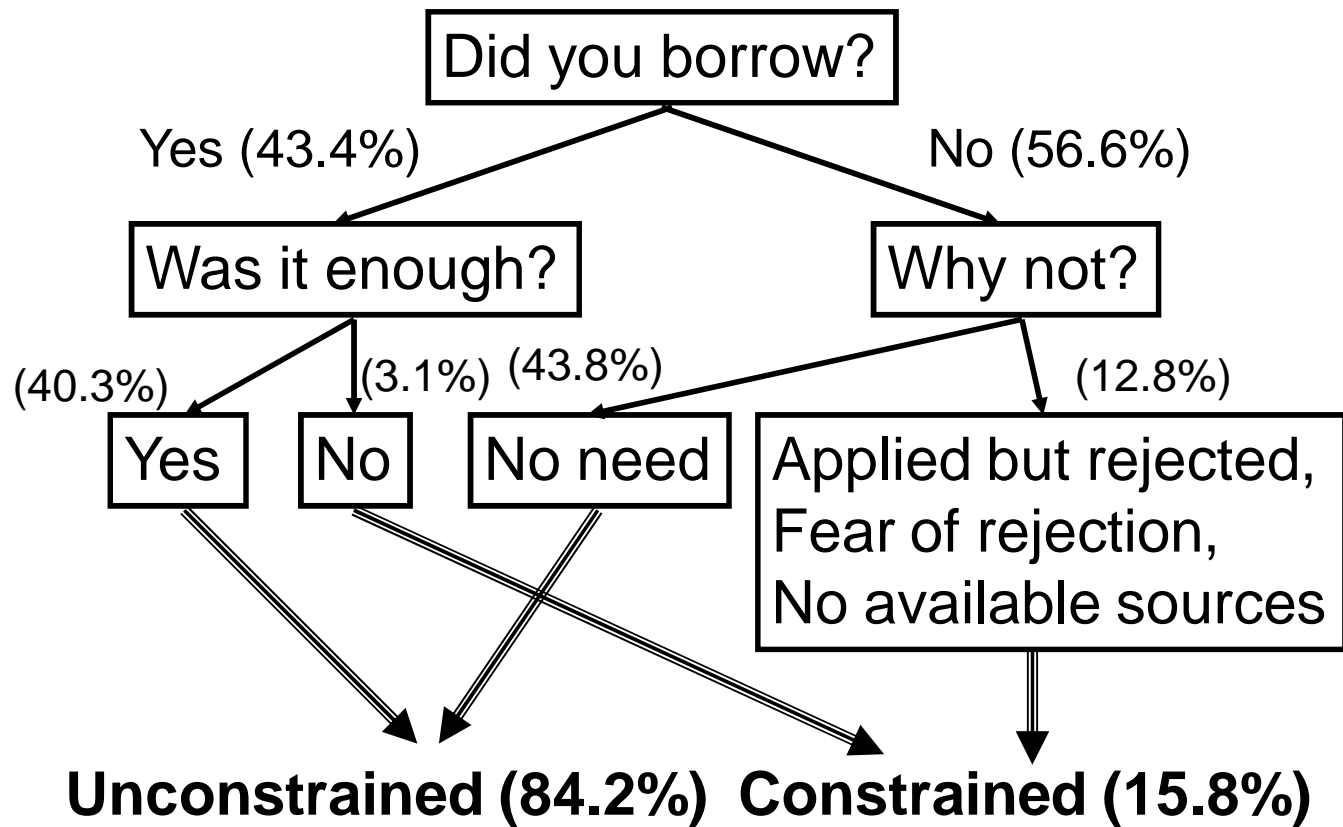 Did you borrow?
Yes (43.4%)
No (56.6%)
Was it enough?
Why not?
(40.3%)
(3.1%)
(43.8%)
(12.8%)
Yes
No
No need
Applied but rejected,
Fear of rejection,
No available sources
Unconstrained (84.2%)
Constrained (15.8%)